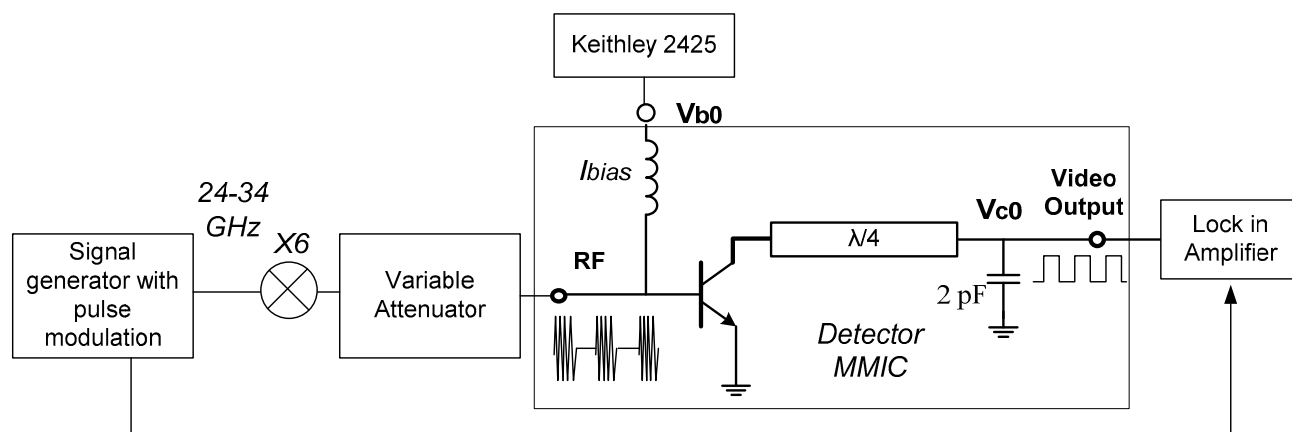 Keithley 2425
Vb0
Ibias
24-34
GHz
X6
Signal
generator with
pulse
modulation
Variable
Attenuator
RF
λ/4
Vc0
Video
Output
2 pF
Detector
MMIC
Lock in
Amplifier